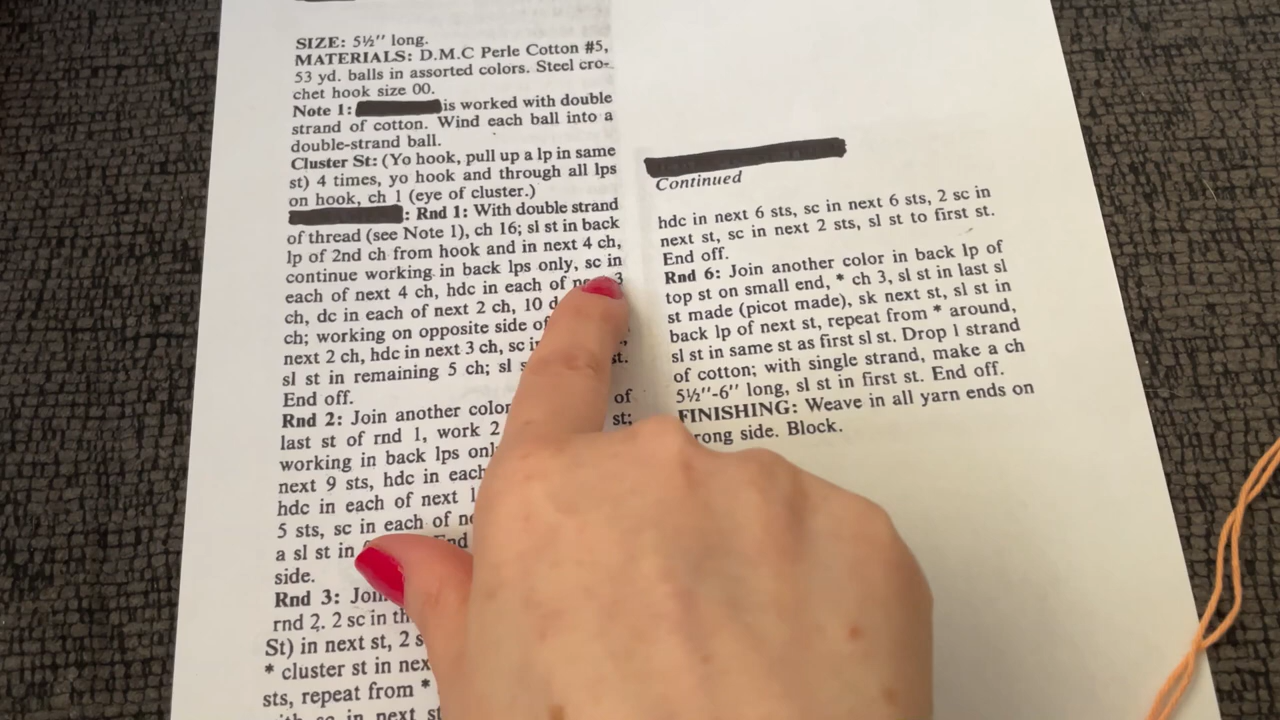 SIZE: 5½" long.
MATERIALS: D.M.C Perle Cotton #5,
53 yd. balls in assorted colors. Steel cro-
chet hook size 00.
Note 1: is worked with double
strand of cotton. Wind each ball into a
double-strand ball.
Cluster St: (Yo hook, pull up a lp in same
st) 4 times, yo hook and through all lps
on hook, ch 1 (eye of cluster.)
: Rnd 1: With double strand
of thread (see Note 1), ch 16; sl st in back
lp of 2nd ch from hook and in next 4 ch,
continue working in back lps only, sc in
each of next 4 ch, hdc in each of 3
ch, dc in each of next 2 ch, 10
ch; working on opposite side
next 2 ch, hdc in next 3 ch, sc
sl st in remaining 5 ch; sl st.
End off.
Rnd 2: Join another color of
last st of rnd 1, work 2 st;
working in back lps
next 9 sts, hdc in each
hdc in each of next
5 sts, sc in each of
a sl st in
side.
Rnd 3:
rnd 2. 2 sc in
St) in next st, 2
* cluster st in
sts, repeat from *
in next
Continued
hdc in next 6 sts, sc in next 6 sts, 2 sc in
next st, sc in next 2 sts, sl st to first st.
End off.
Rnd 6: Join another color in back lp of
top st on small end, * ch 3, sl st in last sl
st made (picot made), sk next st, sl st in
back lp of next st, repeat from * around,
sl st in same st as first sl st. Drop 1 strand
of cotton; with single strand, make a ch
5½"-6" long, sl st in first st. End off.
FINISHING: Weave in all yarn ends on
side. Block.